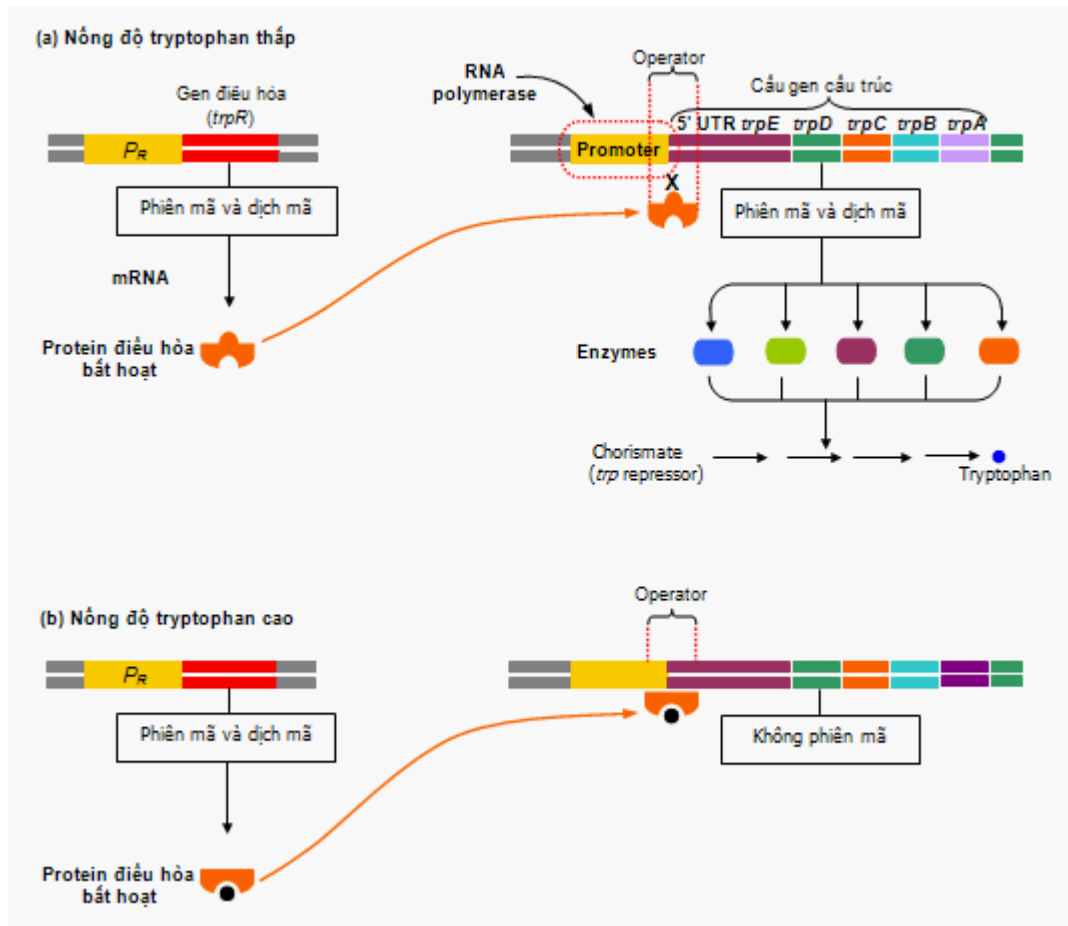 (a) Nồng độ tryptophan thấp
Operator
RNA
polymerase
Gen điều hòa
(trpR)
Cấu gen cấu trúc
5' UTR trpE trpD trpC trpB trpA
PR
Promoter
X
Phiên mã và dịch mã
Phiên mã và dịch mã
mRNA
Protein điều hòa
bất hoạt
Enzymes
Chorismate
(trp repressor)
Tryptophan
(b) Nồng độ tryptophan cao
Operator
PR
Phiên mã và dịch mã
Không phiên mã
Protein điều hòa
bất hoạt